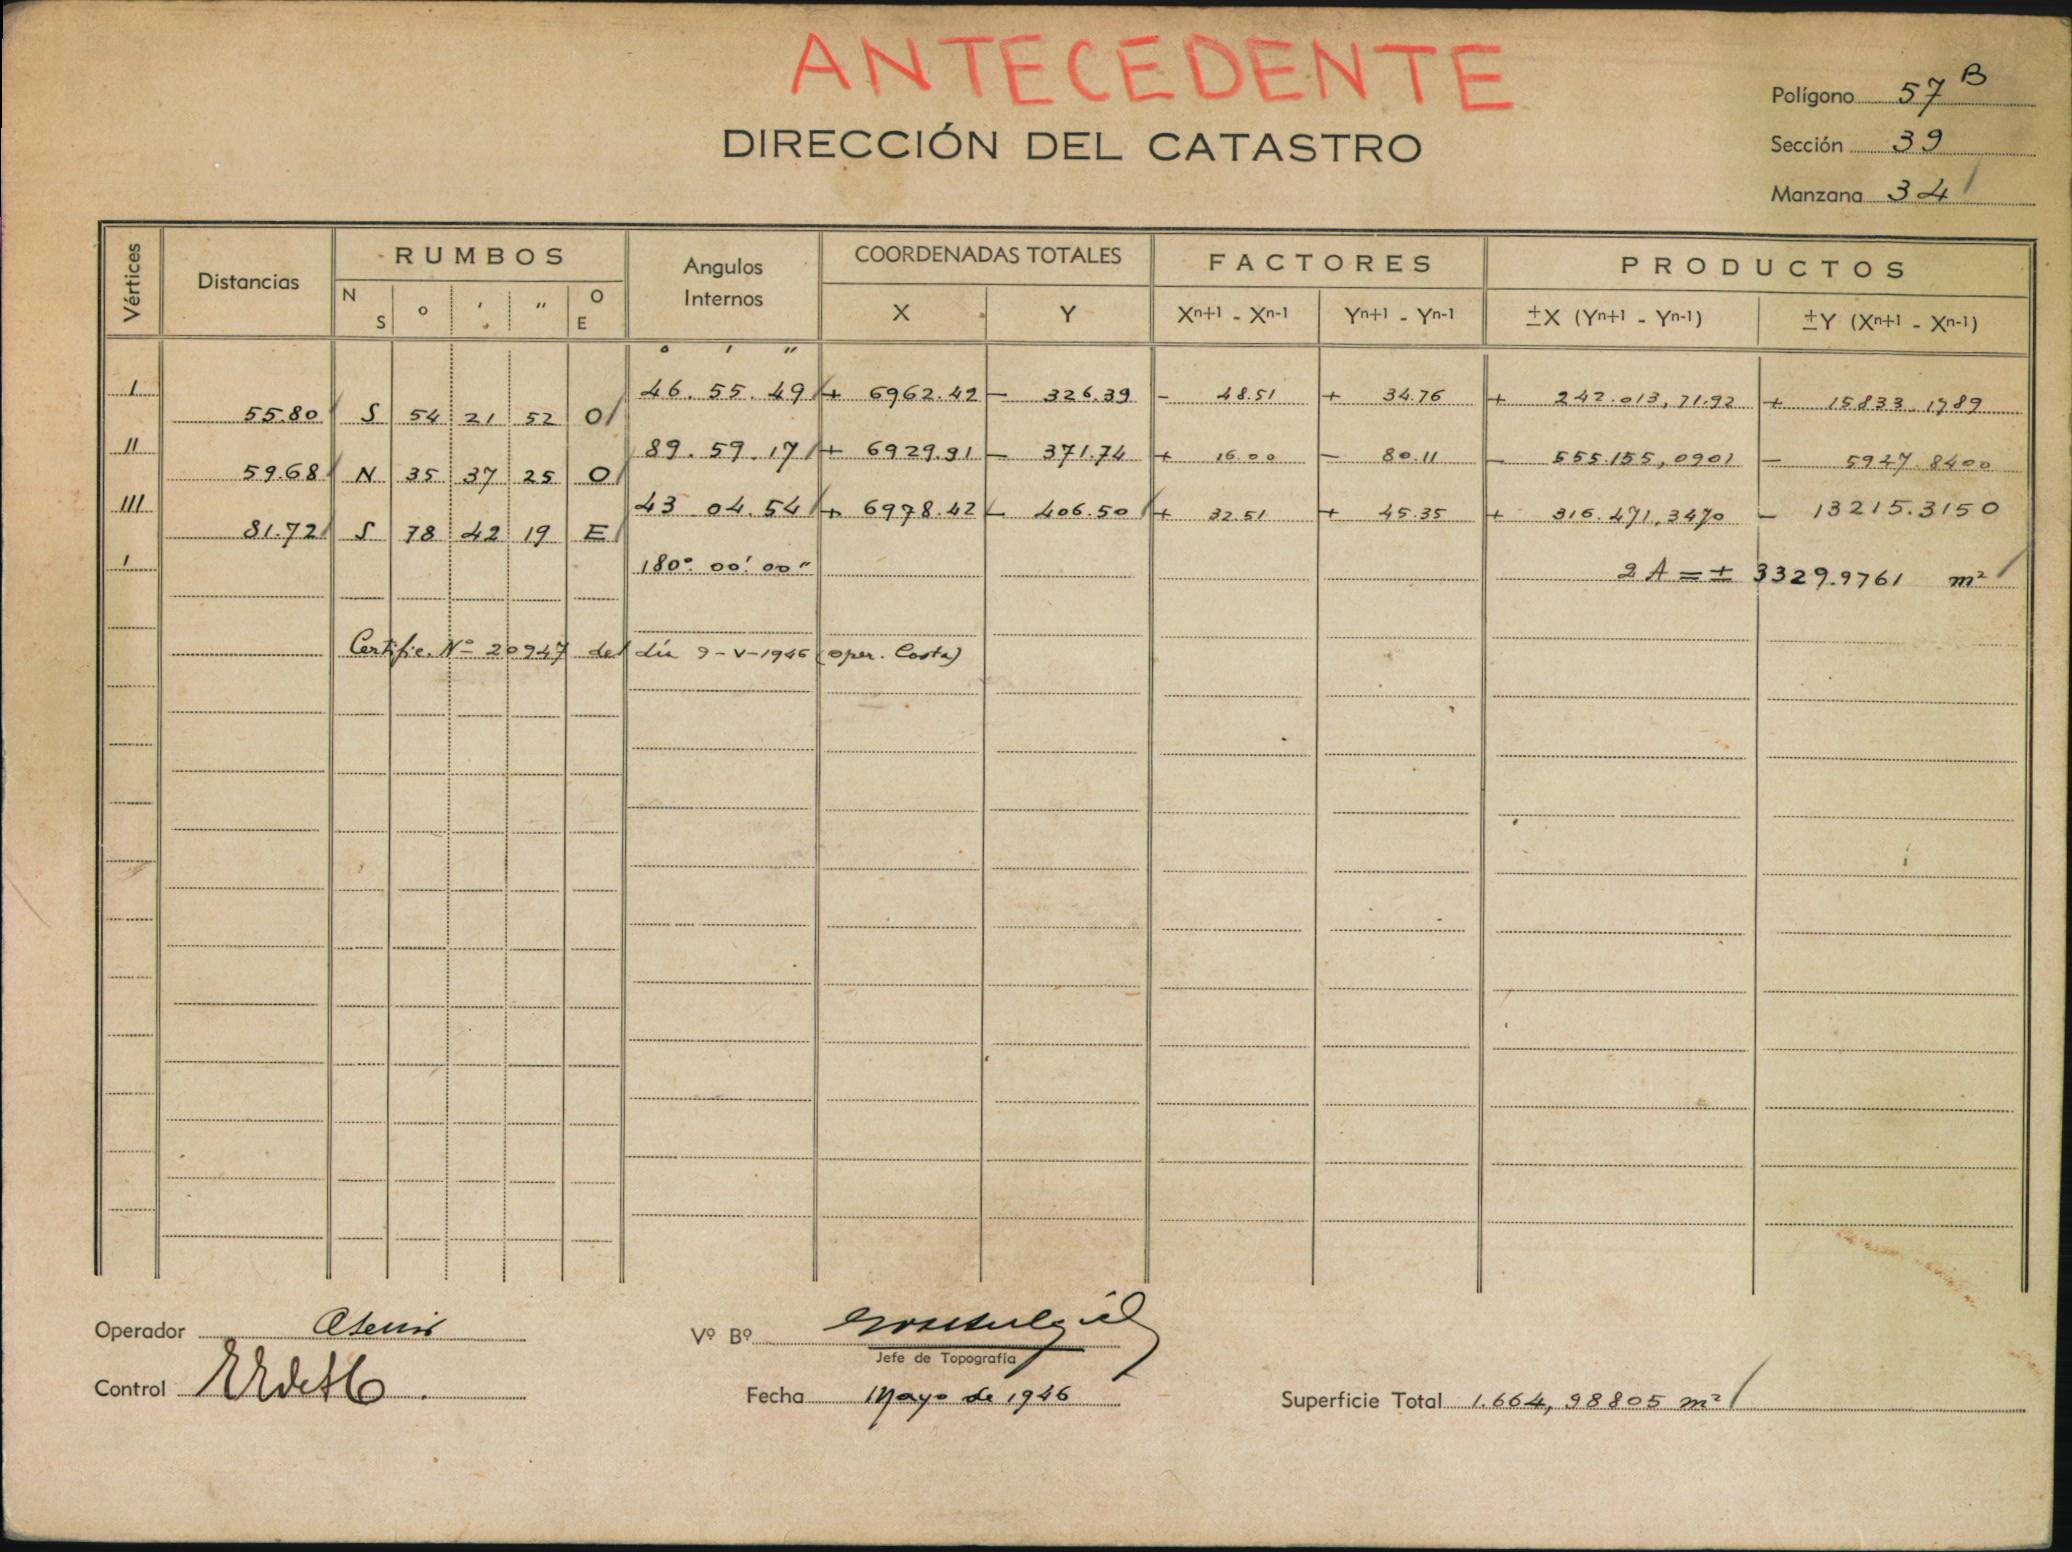 ANTECEDENTE
DIRECCIÓN DEL CATASTRO
Polígono 57 B
Sección 39
Manzana 34
Vértices Distancias RUMBOS Angulos Internos COORDENADAS TOTALES FACTORES PRODUCTOS
N S ° ' " O E X Y Xn+1 - Xn-1 Yn+1 - Yn-1 ±X (Yn+1 - Yn-1) ±Y (Xn+1 - Xn-1)
° ' "
I 46. 55. 49 + 6962.42 - 326.39 - 48.51 + 34.76 + 242.013,71.92 + 15833.1789
55.80 S 54 21 52 O
II 89. 59. 17 + 6929.91 - 371.74 + 16.00 - 80.11 - 555.155,0901 - 5947.8400
59.68 N 35 37 25 O
III 43 04. 54 + 6978.42 - 406.50 + 32.51 + 45.35 + 316.471,3470 - 13215.3150
81.72 S 78 42 19 E
I 180° 00' 00" 2 A = ± 3329.9761 m²
Certific. Nº 20947 del día 9-V-1946 (oper. Costa)
Operador
Vº Bº
Jefe de Topografía
Control
Fecha Mayo de 1946
Superficie Total 1.664,98805 m²